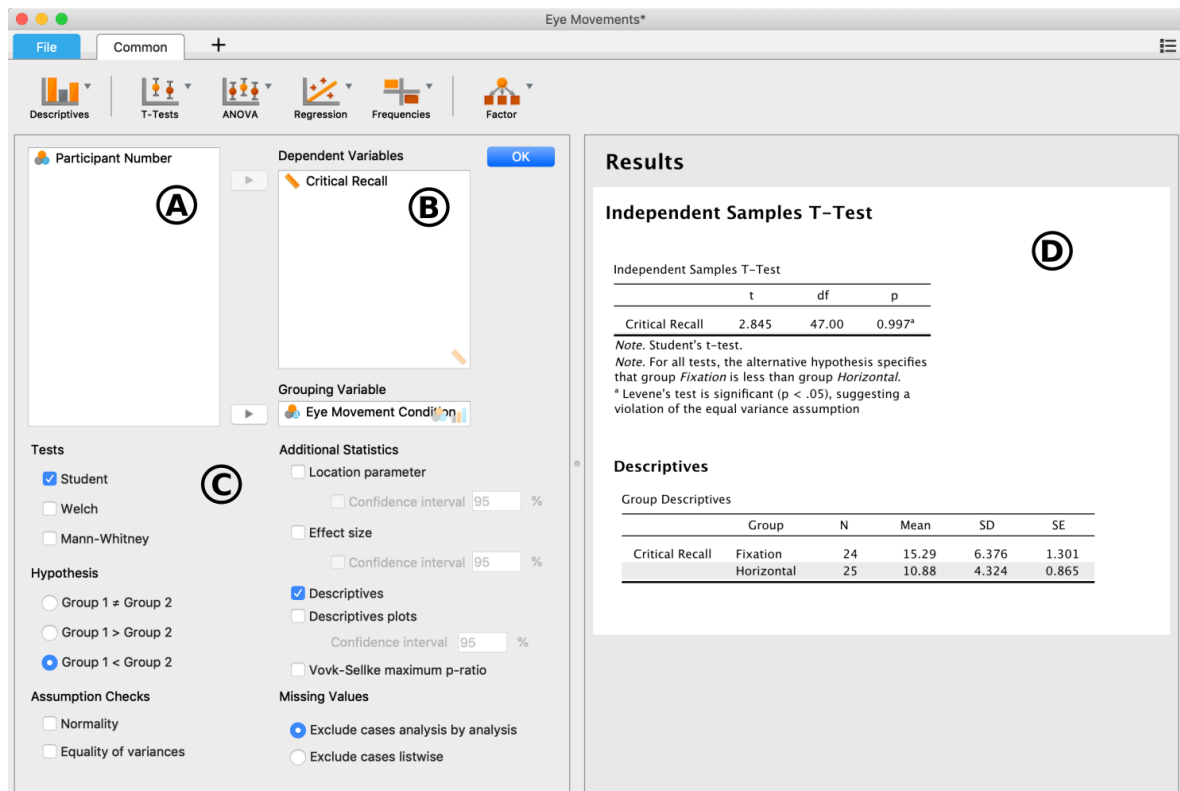 Eye Movements*
File
Common
+
Descriptives
T-Tests
ANOVA
Regression
Frequencies
Factor
Participant Number
A
Dependent Variables
OK
Critical Recall
B
Grouping Variable
Eye Movement Condition
Tests
Student
Welch
Mann-Whitney
C
Hypothesis
Group 1 ≠ Group 2
Group 1 > Group 2
Group 1 < Group 2
Assumption Checks
Normality
Equality of variances
Additional Statistics
Location parameter
Confidence interval 95 %
Effect size
Confidence interval 95 %
Descriptives
Descriptives plots
Confidence interval 95 %
Vovk-Sellke maximum p-ratio
Missing Values
Exclude cases analysis by analysis
Exclude cases listwise
Results
Independent Samples T-Test
D
Independent Samples T-Test
t df p
Critical Recall 2.845 47.00 0.997ᵃ
Note. Student's t-test.
Note. For all tests, the alternative hypothesis specifies
that group Fixation is less than group Horizontal.
ᵃ Levene's test is significant (p < .05), suggesting a
violation of the equal variance assumption
Descriptives
Group Descriptives
Group N Mean SD SE
Critical Recall Fixation 24 15.29 6.376 1.301
Horizontal 25 10.88 4.324 0.865